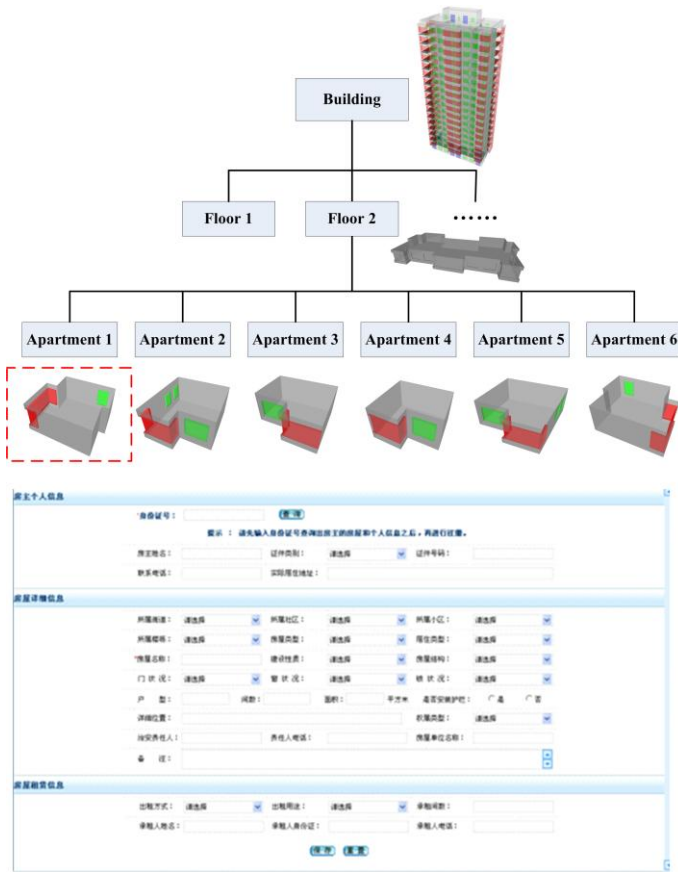 Building
Floor 1 Floor 2 ······
Apartment 1 Apartment 2 Apartment 3 Apartment 4 Apartment 5 Apartment 6
房主个人信息
*身份证号： 查询
提示 ： 请先输入身份证号查询出房主的房屋和个人信息之后，再进行注册。
房主姓名： 证件类别： 请选择 证件号码：
联系电话： 实际居住地址：
房屋详细信息
所属街道： 请选择 所属社区： 请选择 所属小区： 请选择
所属楼栋： 请选择 房屋类型： 请选择 居住类型： 请选择
*房屋名称： 建设性质： 请选择 房屋结构： 请选择
门 状 况： 请选择 窗 状 况： 请选择 锁 状 况： 请选择
户 型： 间数： 面积： 平方米 是否安装护栏： 是 否
详细位置： 权属类型： 请选择
治安责任人： 责任人电话： 房屋单位名称：
备 注：
房屋租赁信息
出租方式： 请选择 出租用途： 请选择 承租间数：
承租人姓名： 承租人身份证： 承租人电话：
保存 重置